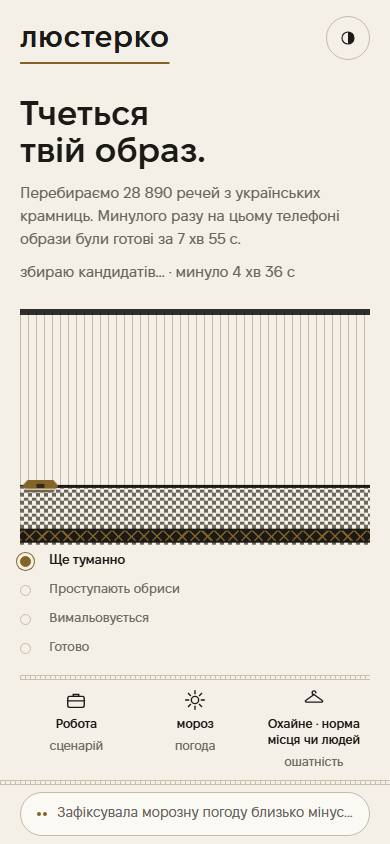 люстерко
Тчеться
твій образ.
Перебираємо 28 890 речей з українських
крамниць. Минулого разу на цьому телефоні
образи були готові за 7 хв 55 с.
збираю кандидатів… · минуло 4 хв 36 с
Ще туманно
Проступають обриси
Вимальовується
Готово
Робота
сценарій
мороз
погода
Охайне · норма
місця чи людей
ошатність
Зафіксувала морозну погоду близько мінус…